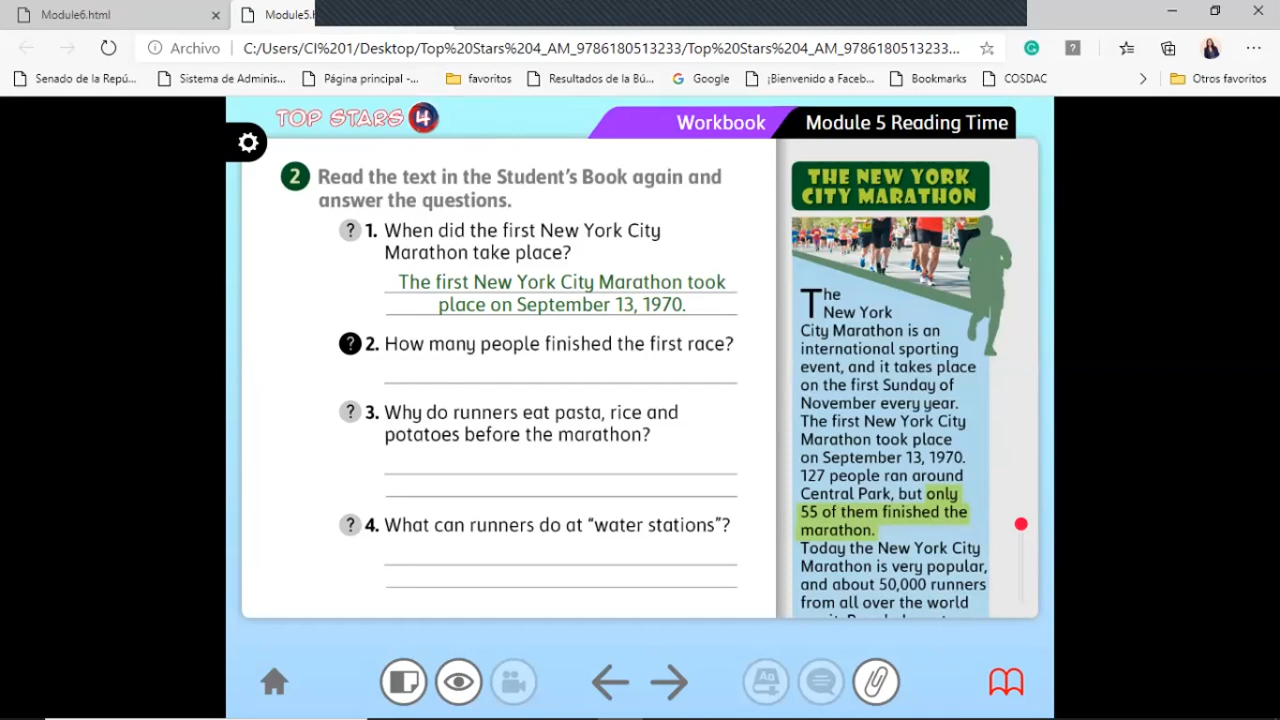 Module6.html
Module5.
Archivo
C:/Users/CI%201/Desktop/Top%20Stars%204_AM_9786180513233/Top%20Stars%204_AM_9786180513233...
Senado de la Repú...
Sistema de Adminis...
Página principal -...
favoritos
Resultados de la Bú...
Google
¡Bienvenido a Faceb...
Bookmarks
COSDAC
Otros favoritos
TOP STARS 4
Workbook
Module 5 Reading Time
2 Read the text in the Student's Book again and
answer the questions.
? 1. When did the first New York City
Marathon take place?
The first New York City Marathon took
place on September 13, 1970.
? 2. How many people finished the first race?
? 3. Why do runners eat pasta, rice and
potatoes before the marathon?
? 4. What can runners do at “water stations”?
THE NEW YORK
CITY MARATHON
The
New York
City Marathon is an
international sporting
event, and it takes place
on the first Sunday of
November every year.
The first New York City
Marathon took place
on September 13, 1970.
127 people ran around
Central Park, but only
55 of them finished the
marathon.
Today the New York City
Marathon is very popular,
and about 50,000 runners
from all over the world